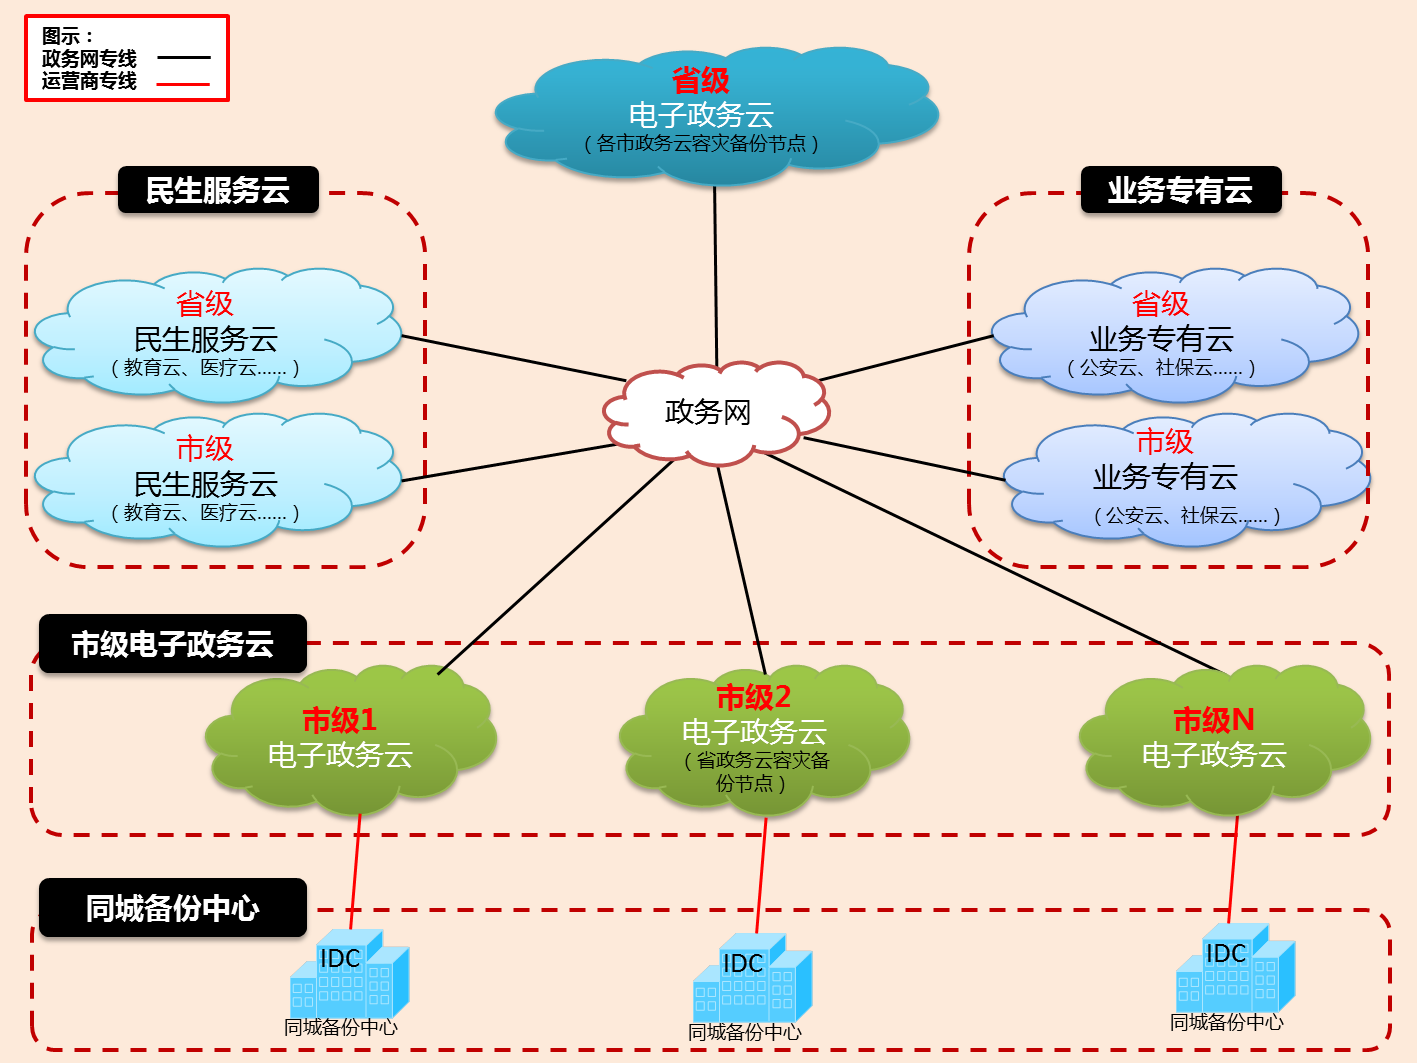 图示：
政务网专线
运营商专线
省级
电子政务云
（各市政务云容灾备份节点）
民生服务云
业务专有云
省级
民生服务云
（教育云、医疗云......）
省级
业务专有云
（公安云、社保云......）
政务网
市级
民生服务云
（教育云、医疗云......）
市级
业务专有云
（公安云、社保云......）
市级电子政务云
市级1
电子政务云
市级2
电子政务云
（省政务云容灾备
份节点）
市级N
电子政务云
同城备份中心
IDC
同城备份中心
IDC
同城备份中心
IDC
同城备份中心